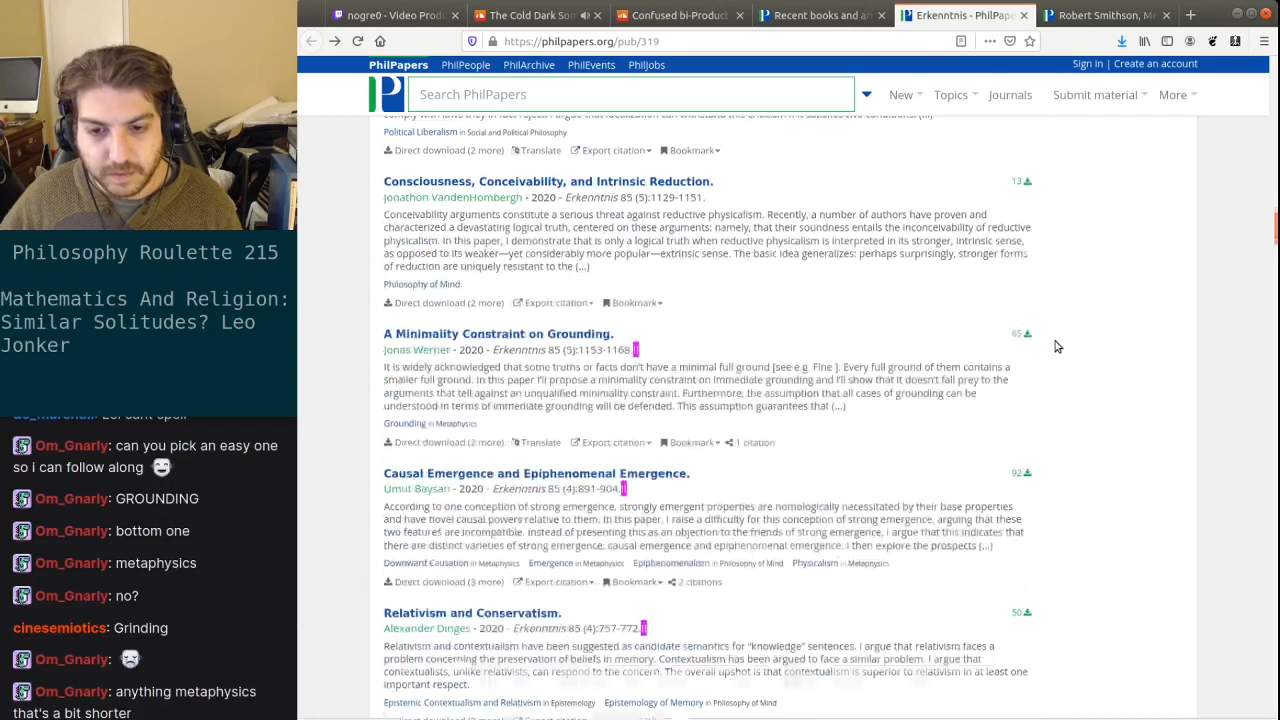 nogre0 - Video Prod
The Cold Dark Son
Confused bi-Product
Recent books and ar
Erkenntnis - PhilPape
Robert Smithson, Me
https://philpapers.org/pub/319
PhilPapers PhilPeople PhilArchive PhilEvents PhilJobs
Sign in | Create an account
Search PhilPapers
New Topics Journals Submit material More
Political Liberalism in Social and Political Philosophy
Direct download (2 more) Translate Export citation Bookmark
Consciousness, Conceivability, and Intrinsic Reduction.
13
Jonathon VandenHombergh - 2020 - Erkenntnis 85 (5):1129-1151.
Conceivability arguments constitute a serious threat against reductive physicalism. Recently, a number of authors have proven and
characterized a devastating logical truth, centered on these arguments: namely, that their soundness entails the inconceivability of reductive
physicalism. In this paper, I demonstrate that is only a logical truth when reductive physicalism is interpreted in its stronger, intrinsic sense,
as opposed to its weaker—yet considerably more popular—extrinsic sense. The basic idea generalizes: perhaps surprisingly, stronger forms
of reduction are uniquely resistant to the (...)
Philosophy of Mind
Direct download (2 more) Export citation Bookmark
A Minimality Constraint on Grounding.
65
Jonas Werner - 2020 - Erkenntnis 85 (5):1153-1168
It is widely acknowledged that some truths or facts don't have a minimal full ground [see e.g. Fine ]. Every full ground of them contains a
smaller full ground. In this paper I'll propose a minimality constraint on immediate grounding and I'll show that it doesn't fall prey to the
arguments that tell against an unqualified minimality constraint. Furthermore, the assumption that all cases of grounding can be
understood in terms of immediate grounding will be defended. This assumption guarantees that (...)
Grounding in Metaphysics
Direct download (2 more) Translate Export citation Bookmark 1 citation
Causal Emergence and Epiphenomenal Emergence.
92
Umut Baysan - 2020 - Erkenntnis 85 (4):891-904.
According to one conception of strong emergence, strongly emergent properties are nomologically necessitated by their base properties
and have novel causal powers relative to them. In this paper, I raise a difficulty for this conception of strong emergence, arguing that these
two features are incompatible. Instead of presenting this as an objection to the friends of strong emergence, I argue that this indicates that
there are distinct varieties of strong emergence: causal emergence and epiphenomenal emergence. I then explore the prospects (...)
Downward Causation in Metaphysics Emergence in Metaphysics Epiphenomenalism in Philosophy of Mind Physicalism in Metaphysics
Direct download (3 more) Export citation Bookmark 2 citations
Relativism and Conservatism.
50
Alexander Dinges - 2020 - Erkenntnis 85 (4):757-772.
Relativism and contextualism have been suggested as candidate semantics for "knowledge" sentences. I argue that relativism faces a
problem concerning the preservation of beliefs in memory. Contextualism has been argued to face a similar problem. I argue that
contextualists, unlike relativists, can respond to the concern. The overall upshot is that contextualism is superior to relativism in at least one
important respect.
Epistemic Contextualism and Relativism in Epistemology Epistemology of Memory in Philosophy of Mind
Philosophy Roulette 215
Mathematics And Religion:
Similar Solitudes? Leo
Jonker
Om_Gnarly: can you pick an easy one
so i can follow along
Om_Gnarly: GROUNDING
Om_Gnarly: bottom one
Om_Gnarly: metaphysics
Om_Gnarly: no?
cinesemiotics: Grinding
Om_Gnarly:
Om_Gnarly: anything metaphysics
that's a bit shorter